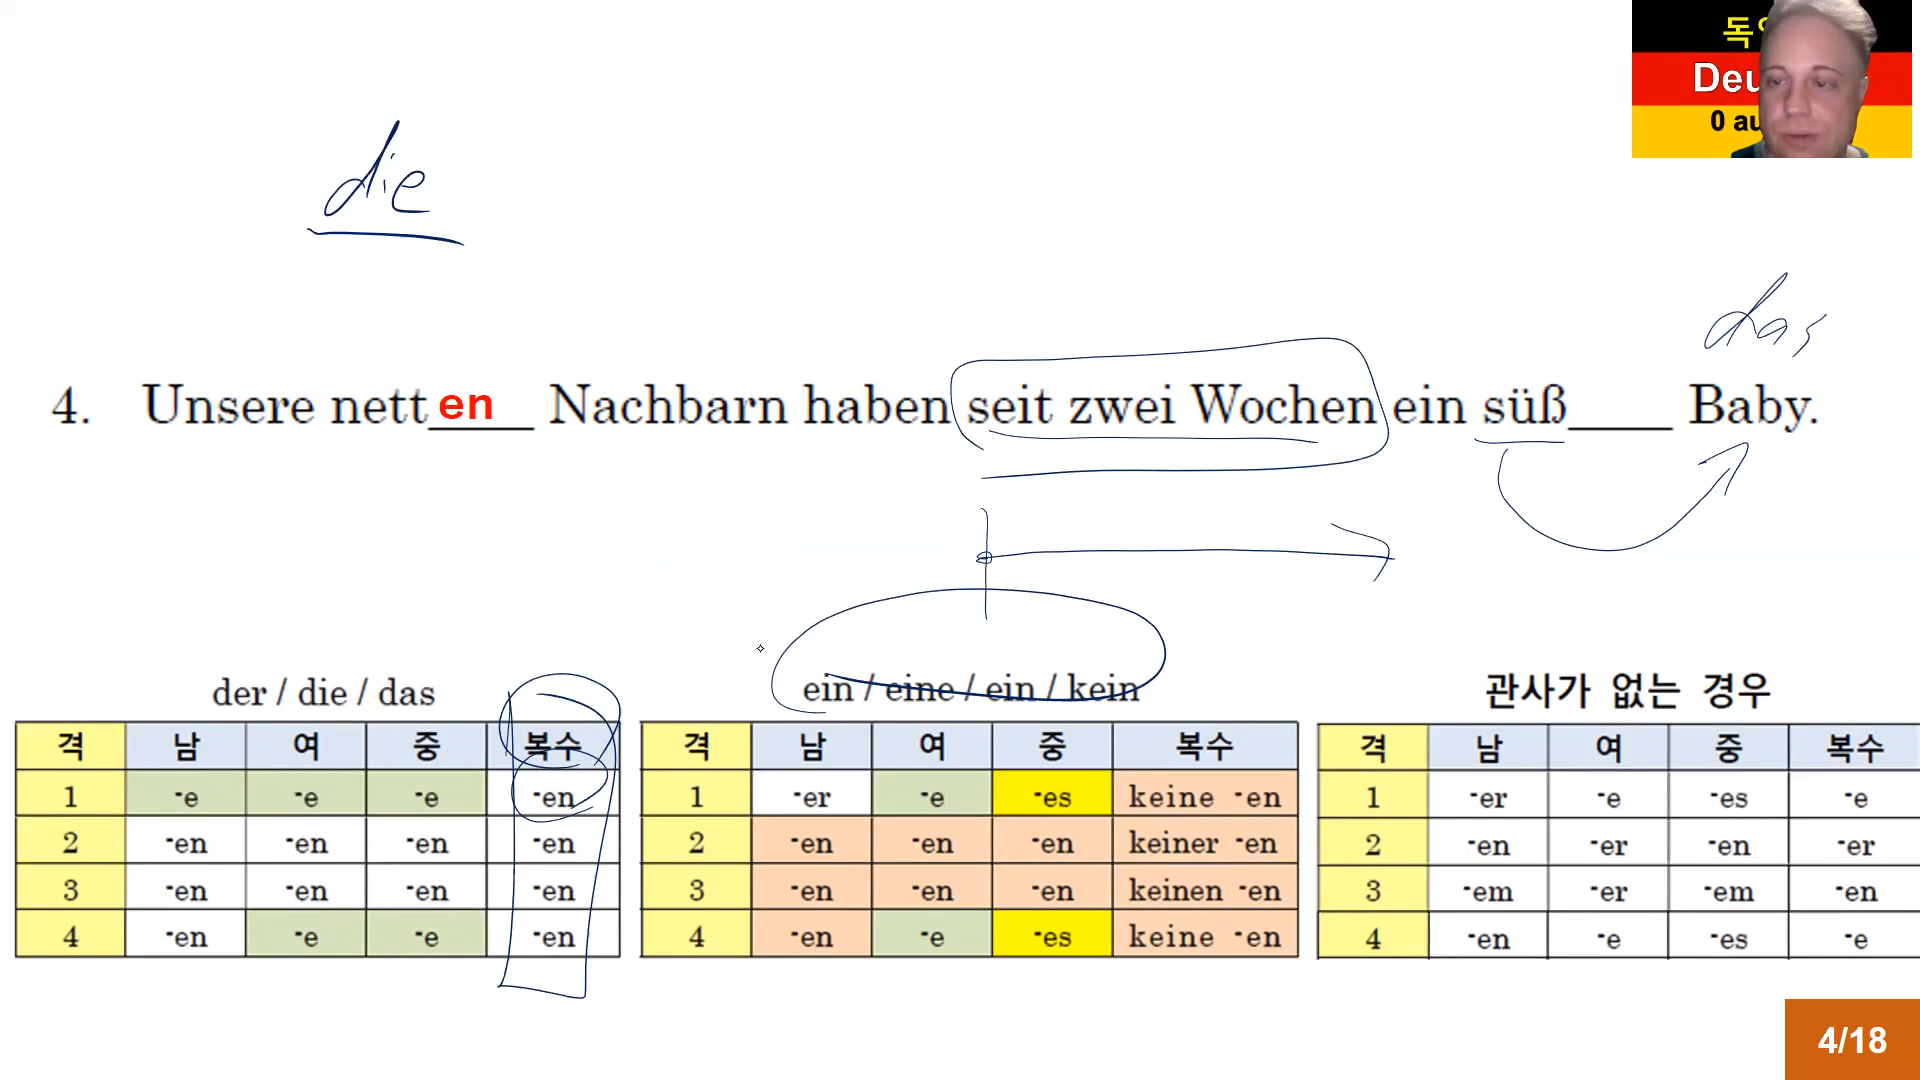 독
Deu
0 au
die
das
4. Unsere netten Nachbarn haben seit zwei Wochen ein süß____ Baby.
der / die / das
격 남 여 중 복수
1 -e -e -e -en
2 -en -en -en -en
3 -en -en -en -en
4 -en -e -e -en
ein / eine / ein / kein
격 남 여 중 복수
1 -er -e -es keine -en
2 -en -en -en keiner -en
3 -en -en -en keinen -en
4 -en -e -es keine -en
관사가 없는 경우
격 남 여 중 복수
1 -er -e -es -e
2 -en -er -en -er
3 -em -er -em -en
4 -en -e -es -e
4/18